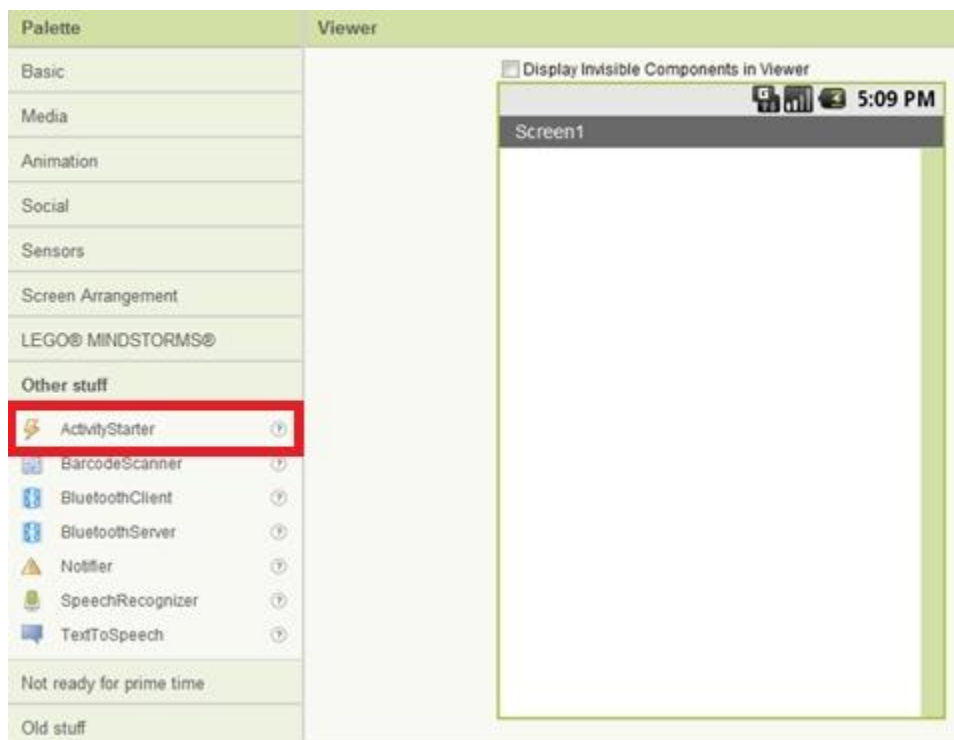 Palette
Viewer
Basic
Display Invisible Components in Viewer
Media
5:09 PM
Screen1
Animation
Social
Sensors
Screen Arrangement
LEGO® MINDSTORMS®
Other stuff
ActivityStarter
BarcodeScanner
BluetoothClient
BluetoothServer
Notifier
SpeechRecognizer
TextToSpeech
Not ready for prime time
Old stuff